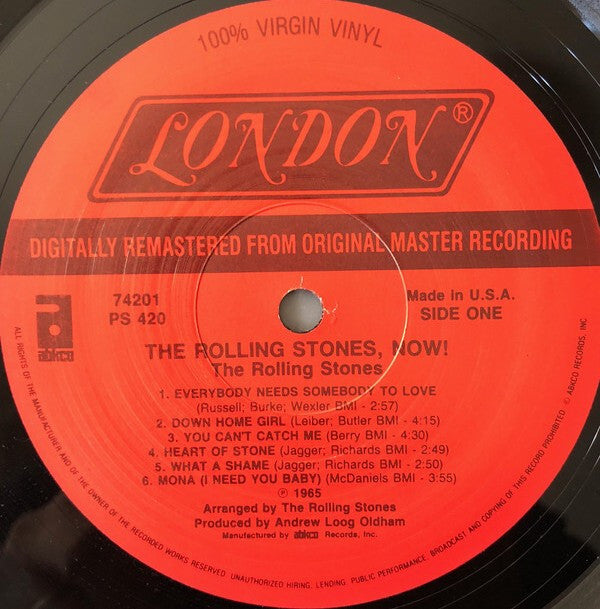 100% VIRGIN VINYL
LONDON®
DIGITALLY REMASTERED FROM ORIGINAL MASTER RECORDING
74201
PS 420
Made in U.S.A.
SIDE ONE
abkco
THE ROLLING STONES, NOW!
The Rolling Stones
1. EVERYBODY NEEDS SOMEBODY TO LOVE
(Russell; Burke; Wexler BMI - 2:57)
2. DOWN HOME GIRL (Leiber; Butler BMI - 4:15)
3. YOU CAN'T CATCH ME (Berry BMI - 4:30)
4. HEART OF STONE (Jagger; Richards BMI - 2:49)
5. WHAT A SHAME (Jagger; Richards BMI - 2:50)
6. MONA (I NEED YOU BABY) (McDaniels BMI - 3:55)
℗ 1965
Arranged by The Rolling Stones
Produced by Andrew Loog Oldham
Manufactured by abkco Records, Inc.
ALL RIGHTS OF THE MANUFACTURER AND OF THE OWNER OF THE RECORDED WORKS RESERVED. UNAUTHORIZED HIRING, LENDING, PUBLIC PERFORMANCE, BROADCAST AND COPYING OF THIS RECORD PROHIBITED © ABKCO RECORDS, INC